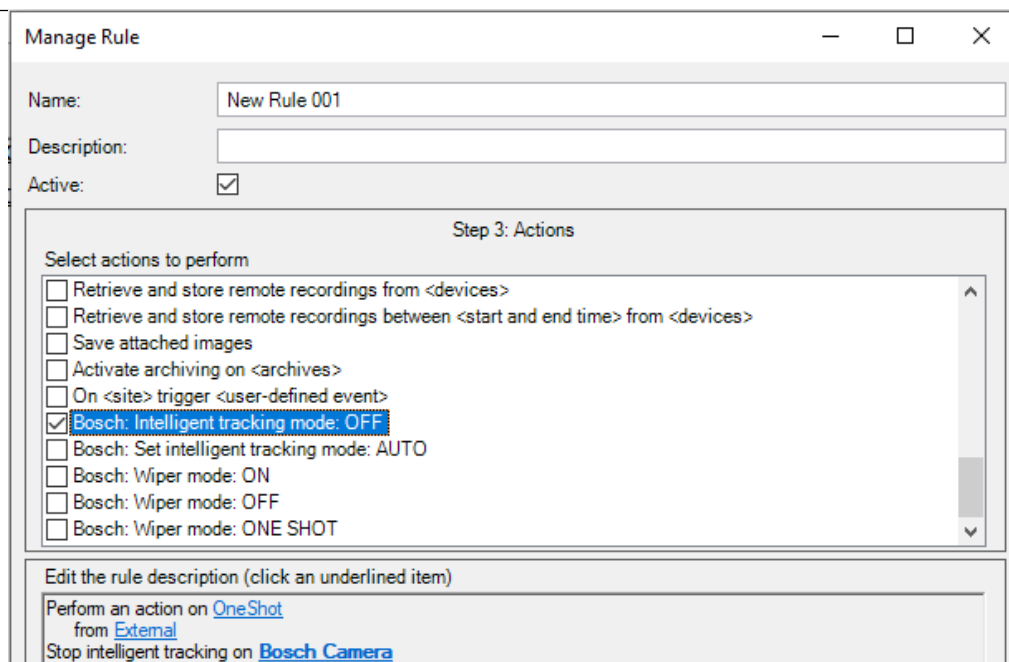 Manage Rule
Name:
New Rule 001
Description:
Active:
Step 3: Actions
Select actions to perform
Retrieve and store remote recordings from <devices>
Retrieve and store remote recordings between <start and end time> from <devices>
Save attached images
Activate archiving on <archives>
On <site> trigger <user-defined event>
Bosch: Intelligent tracking mode: OFF
Bosch: Set intelligent tracking mode: AUTO
Bosch: Wiper mode: ON
Bosch: Wiper mode: OFF
Bosch: Wiper mode: ONE SHOT
Edit the rule description (click an underlined item)
Perform an action on OneShot
from External
Stop intelligent tracking on Bosch Camera